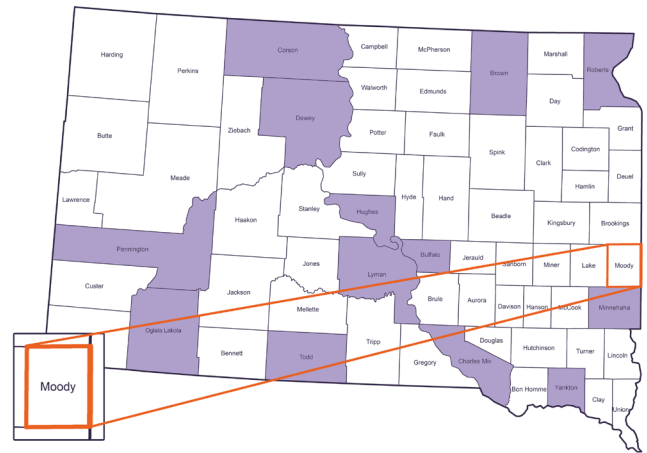 Harding
Perkins
Corson
Campbell
McPherson
Brown
Marshall
Roberts
Walworth
Edmunds
Day
Butte
Ziebach
Dewey
Potter
Faulk
Spink
Grant
Codington
Clark
Deuel
Hamlin
Meade
Sully
Lawrence
Haakon
Stanley
Hughes
Hyde
Hand
Beadle
Kingsbury
Brookings
Pennington
Buffalo
Jerauld
Sanborn
Miner
Lake
Moody
Jones
Lyman
Custer
Jackson
Mellette
Brule
Aurora
Davison
Hanson
McCook
Minnehaha
Oglala Lakota
Bennett
Todd
Tripp
Gregory
Charles Mix
Douglas
Hutchinson
Turner
Lincoln
Bon Homme
Yankton
Clay
Union
Moody